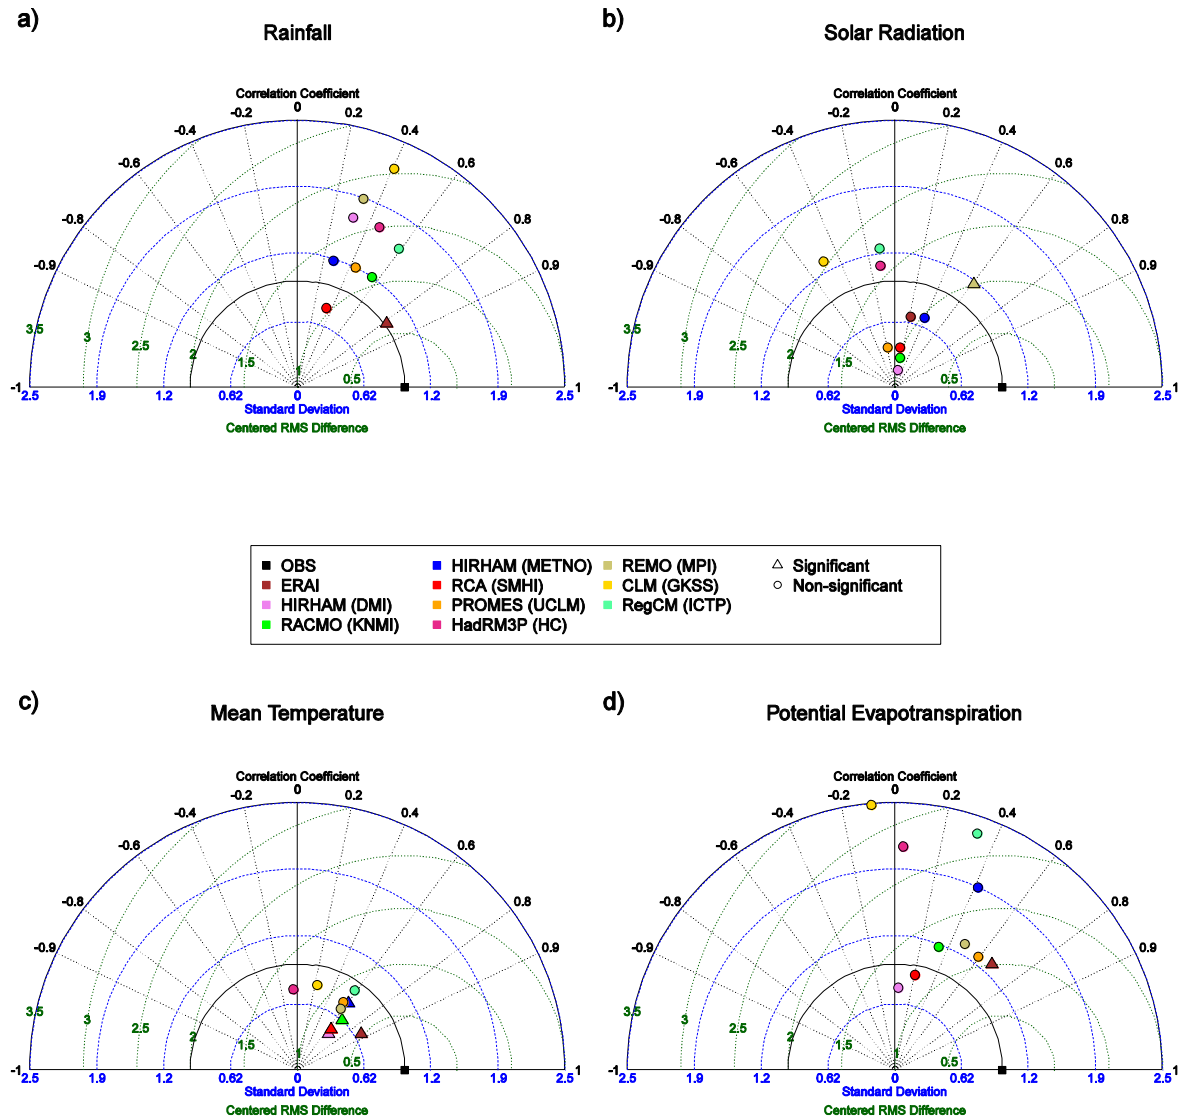 a)
Rainfall
Correlation Coefficient
-1 -0.9 -0.8 -0.6 -0.4 -0.2 0 0.2 0.4 0.6 0.8 0.9 1
3.5 3 2.5 2 1.5 1 0.5
2.5 1.9 1.2 0.62 0 0.62 1.2 1.9 2.5
Standard Deviation
Centered RMS Difference
b)
Solar Radiation
Correlation Coefficient
-1 -0.9 -0.8 -0.6 -0.4 -0.2 0 0.2 0.4 0.6 0.8 0.9 1
3.5 3 2.5 2 1.5 1 0.5
2.5 1.9 1.2 0.62 0 0.62 1.2 1.9 2.5
Standard Deviation
Centered RMS Difference
OBS
ERAI
HIRHAM (DMI)
RACMO (KNMI)
HIRHAM (METNO)
RCA (SMHI)
PROMES (UCLM)
HadRM3P (HC)
REMO (MPI)
CLM (GKSS)
RegCM (ICTP)
Significant
Non-significant
c)
Mean Temperature
Correlation Coefficient
-1 -0.9 -0.8 -0.6 -0.4 -0.2 0 0.2 0.4 0.6 0.8 0.9 1
3.5 3 2.5 2 1.5 1 0.5
2.5 1.9 1.2 0.62 0 0.62 1.2 1.9 2.5
Standard Deviation
Centered RMS Difference
d)
Potential Evapotranspiration
Correlation Coefficient
-1 -0.9 -0.8 -0.6 -0.4 -0.2 0 0.2 0.4 0.6 0.8 0.9 1
3.5 3 2.5 2 1.5 1 0.5
2.5 1.9 1.2 0.62 0 0.62 1.2 1.9 2.5
Standard Deviation
Centered RMS Difference